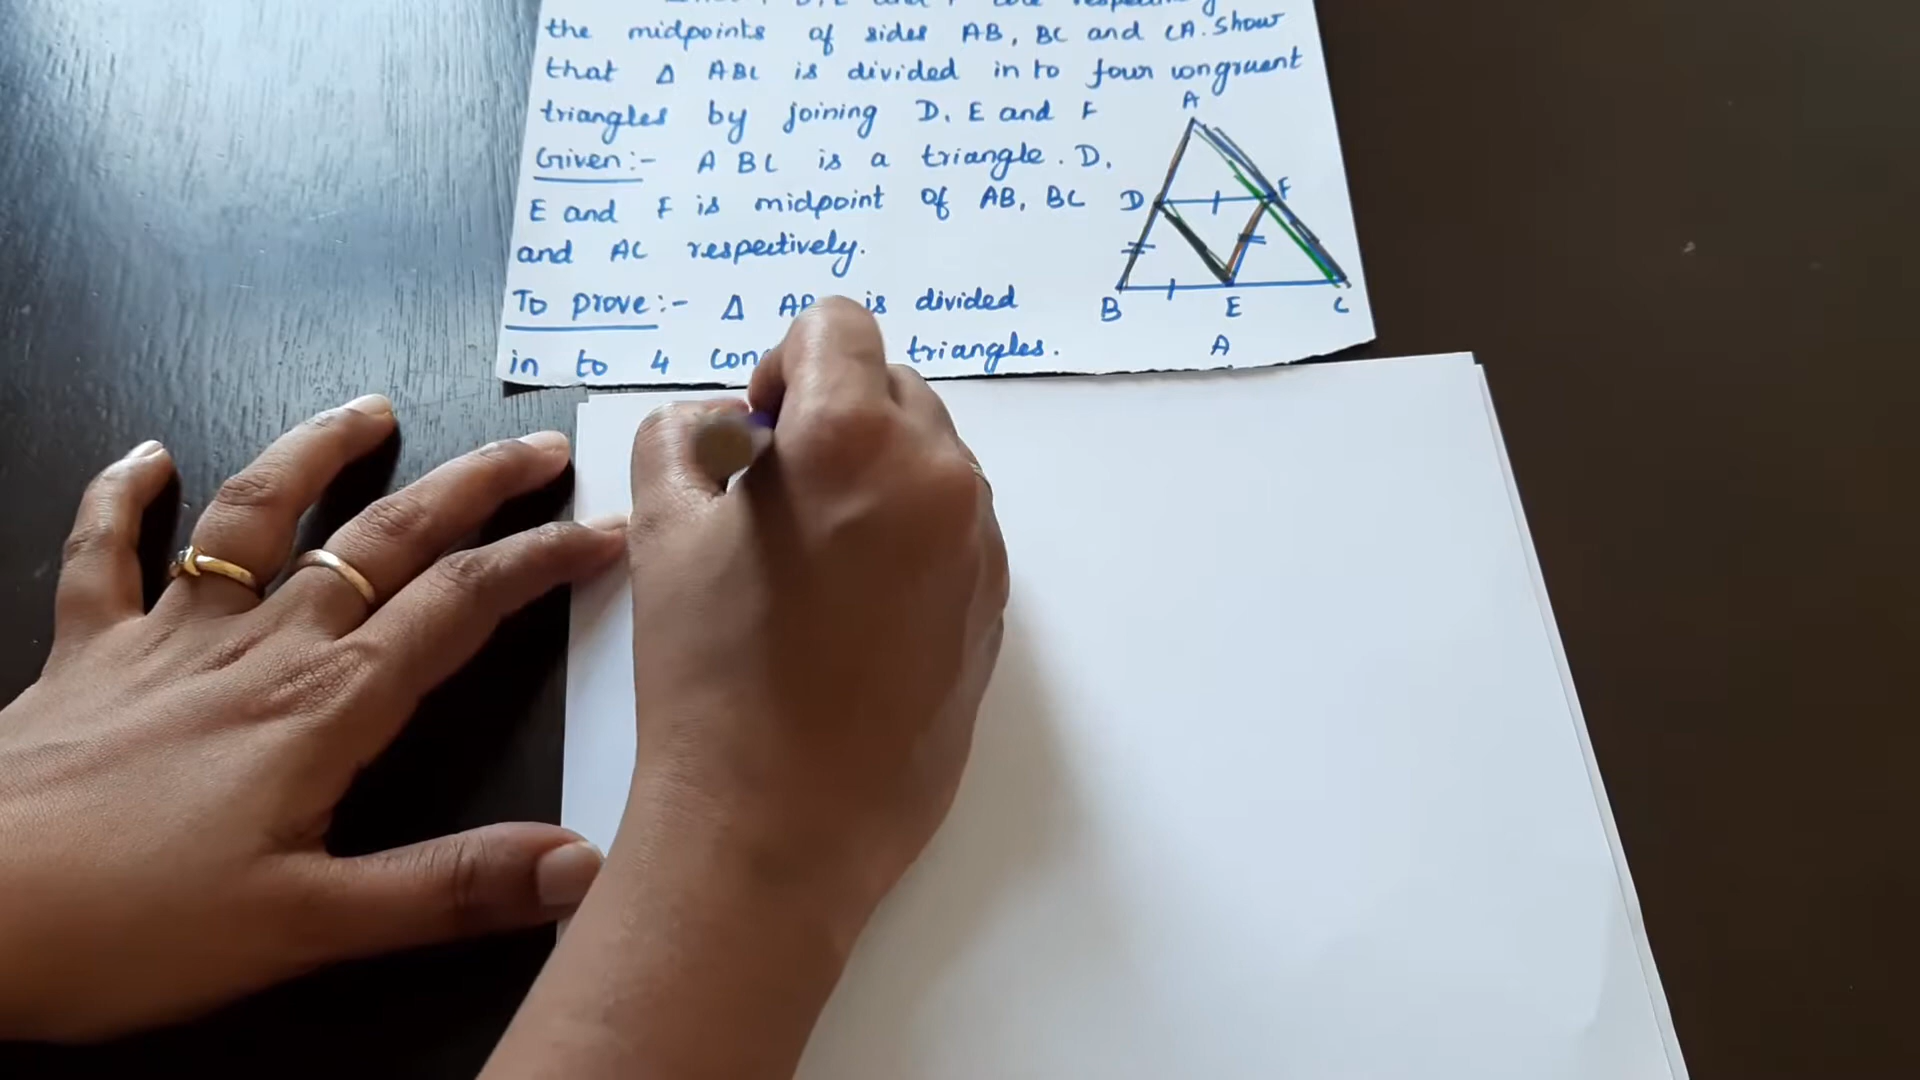 the midpoints of sides AB, BC and CA. Show
that Δ ABC is divided in to four congruent
triangles by joining D, E and F
Given:- ABC is a triangle. D,
E and F is midpoint of AB, BC
and AC respectively.
To prove:- Δ is divided
in to 4 triangles.
A
D F
B E C
A